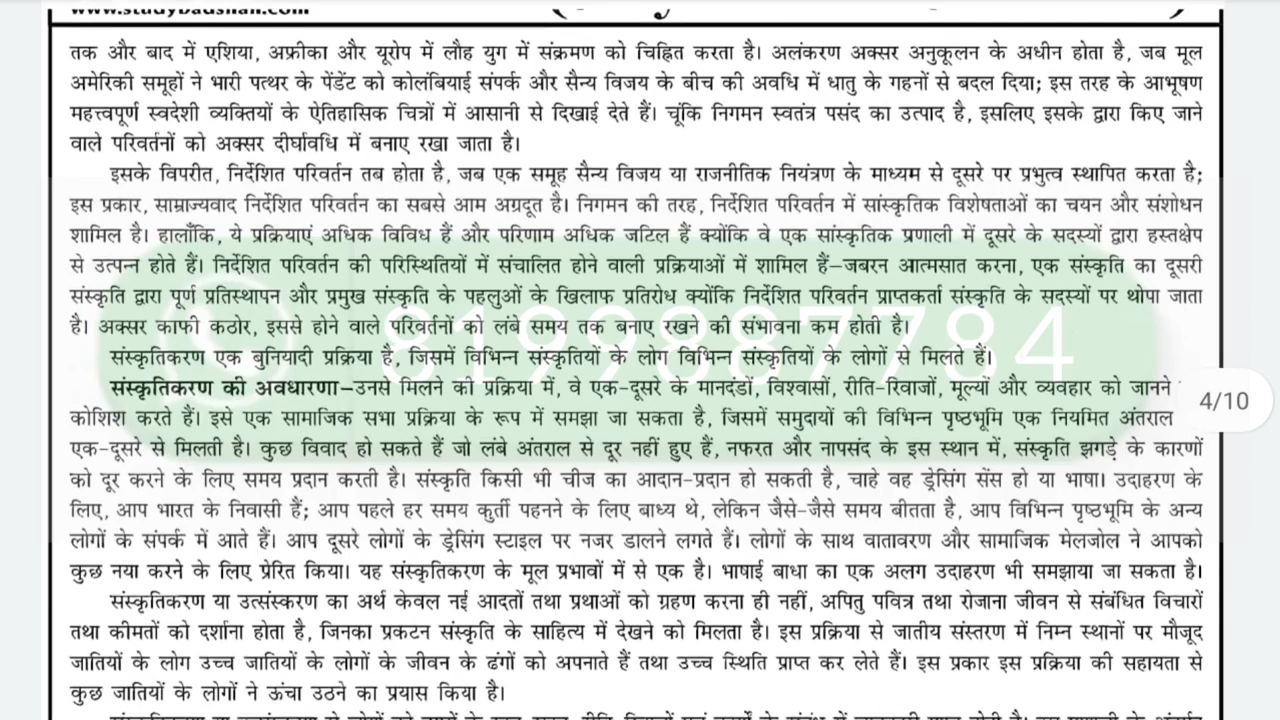 www.studybadshah.com
तक और बाद में एशिया, अफ्रीका और यूरोप में लौह युग में संक्रमण को चिह्नित करता है। अलंकरण अक्सर अनुकूलन के अधीन होता है, जब मूल
अमेरिकी समूहों ने भारी पत्थर के पेंडेंट को कोलंबियाई संपर्क और सैन्य विजय के बीच की अवधि में धातु के गहनों से बदल दिया; इस तरह के आभूषण
महत्त्वपूर्ण स्वदेशी व्यक्तियों के ऐतिहासिक चित्रों में आसानी से दिखाई देते हैं। चूंकि निगमन स्वतंत्र पसंद का उत्पाद है, इसलिए इसके द्वारा किए जाने
वाले परिवर्तनों को अक्सर दीर्घावधि में बनाए रखा जाता है।
इसके विपरीत, निर्देशित परिवर्तन तब होता है, जब एक समूह सैन्य विजय या राजनीतिक नियंत्रण के माध्यम से दूसरे पर प्रभुत्व स्थापित करता है;
इस प्रकार, साम्राज्यवाद निर्देशित परिवर्तन का सबसे आम अग्रदूत है। निगमन की तरह, निर्देशित परिवर्तन में सांस्कृतिक विशेषताओं का चयन और संशोधन
शामिल है। हालाँकि, ये प्रक्रियाएं अधिक विविध हैं और परिणाम अधिक जटिल हैं क्योंकि वे एक सांस्कृतिक प्रणाली में दूसरे के सदस्यों द्वारा हस्तक्षेप
से उत्पन्न होते हैं। निर्देशित परिवर्तन की परिस्थितियों में संचालित होने वाली प्रक्रियाओं में शामिल हैं–जबरन आत्मसात करना, एक संस्कृति का दूसरी
संस्कृति द्वारा पूर्ण प्रतिस्थापन और प्रमुख संस्कृति के पहलुओं के खिलाफ प्रतिरोध क्योंकि निर्देशित परिवर्तन प्राप्तकर्ता संस्कृति के सदस्यों पर थोपा जाता
है। अक्सर काफी कठोर, इससे होने वाले परिवर्तनों को लंबे समय तक बनाए रखने की संभावना कम होती है।
8199887784
संस्कृतिकरण एक बुनियादी प्रक्रिया है, जिसमें विभिन्न संस्कृतियों के लोग विभिन्न संस्कृतियों के लोगों से मिलते हैं।
संस्कृतिकरण की अवधारणा–उनसे मिलने की प्रक्रिया में, वे एक-दूसरे के मानदंडों, विश्वासों, रीति-रिवाजों, मूल्यों और व्यवहार को जानने
4/10
कोशिश करते हैं। इसे एक सामाजिक सभा प्रक्रिया के रूप में समझा जा सकता है, जिसमें समुदायों की विभिन्न पृष्ठभूमि एक नियमित अंतराल
एक-दूसरे से मिलती है। कुछ विवाद हो सकते हैं जो लंबे अंतराल से दूर नहीं हुए हैं, नफरत और नापसंद के इस स्थान में, संस्कृति झगड़े के कारणों
को दूर करने के लिए समय प्रदान करती है। संस्कृति किसी भी चीज का आदान-प्रदान हो सकती है, चाहे वह ड्रेसिंग सेंस हो या भाषा। उदाहरण के
लिए, आप भारत के निवासी हैं; आप पहले हर समय कुर्ती पहनने के लिए बाध्य थे, लेकिन जैसे-जैसे समय बीतता है, आप विभिन्न पृष्ठभूमि के अन्य
लोगों के संपर्क में आते हैं। आप दूसरे लोगों के ड्रेसिंग स्टाइल पर नजर डालने लगते हैं। लोगों के साथ वातावरण और सामाजिक मेलजोल ने आपको
कुछ नया करने के लिए प्रेरित किया। यह संस्कृतिकरण के मूल प्रभावों में से एक है। भाषाई बाधा का एक अलग उदाहरण भी समझाया जा सकता है।
संस्कृतिकरण या उत्संस्करण का अर्थ केवल नई आदतों तथा प्रथाओं को ग्रहण करना ही नहीं, अपितु पवित्र तथा रोजाना जीवन से संबंधित विचारों
तथा कीमतों को दर्शाना होता है, जिनका प्रकटन संस्कृति के साहित्य में देखने को मिलता है। इस प्रक्रिया से जातीय संस्तरण में निम्न स्थानों पर मौजूद
जातियों के लोग उच्च जातियों के लोगों के जीवन के ढंगों को अपनाते हैं तथा उच्च स्थिति प्राप्त कर लेते हैं। इस प्रकार इस प्रक्रिया की सहायता से
कुछ जातियों के लोगों ने ऊंचा उठने का प्रयास किया है।